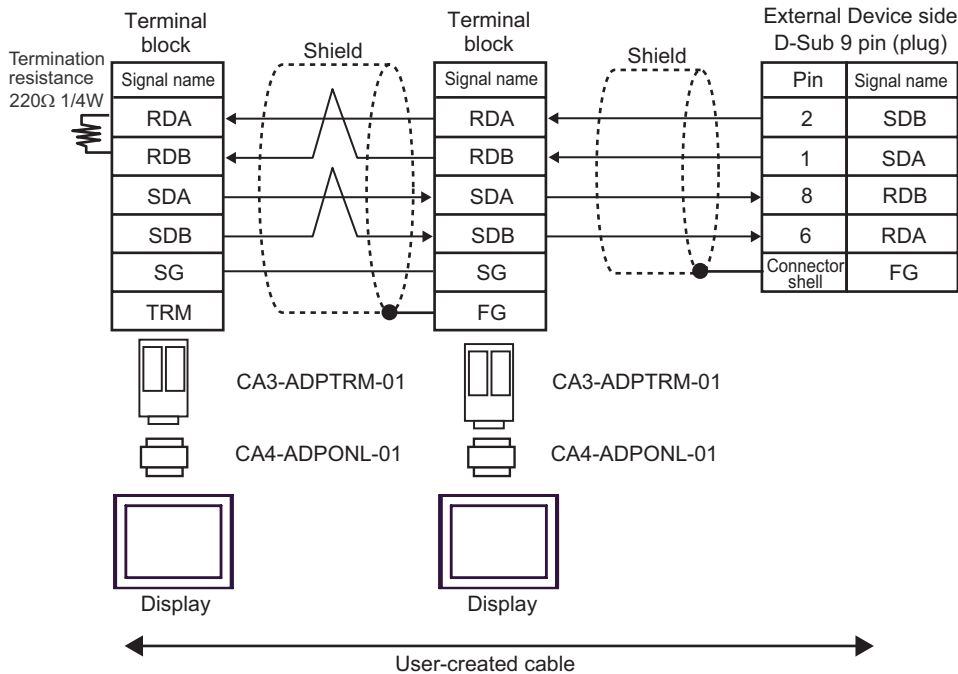 Terminal
block
Terminal
block
External Device side
D-Sub 9 pin (plug)
Termination
resistance
220Ω 1/4W
Shield
Shield
Signal name
Signal name
Pin
Signal name
RDA
RDA
2
SDB
RDB
RDB
1
SDA
SDA
SDA
8
RDB
SDB
SDB
6
RDA
SG
SG
Connector
shell
FG
TRM
FG
CA3-ADPTRM-01
CA3-ADPTRM-01
CA4-ADPONL-01
CA4-ADPONL-01
Display
Display
User-created cable